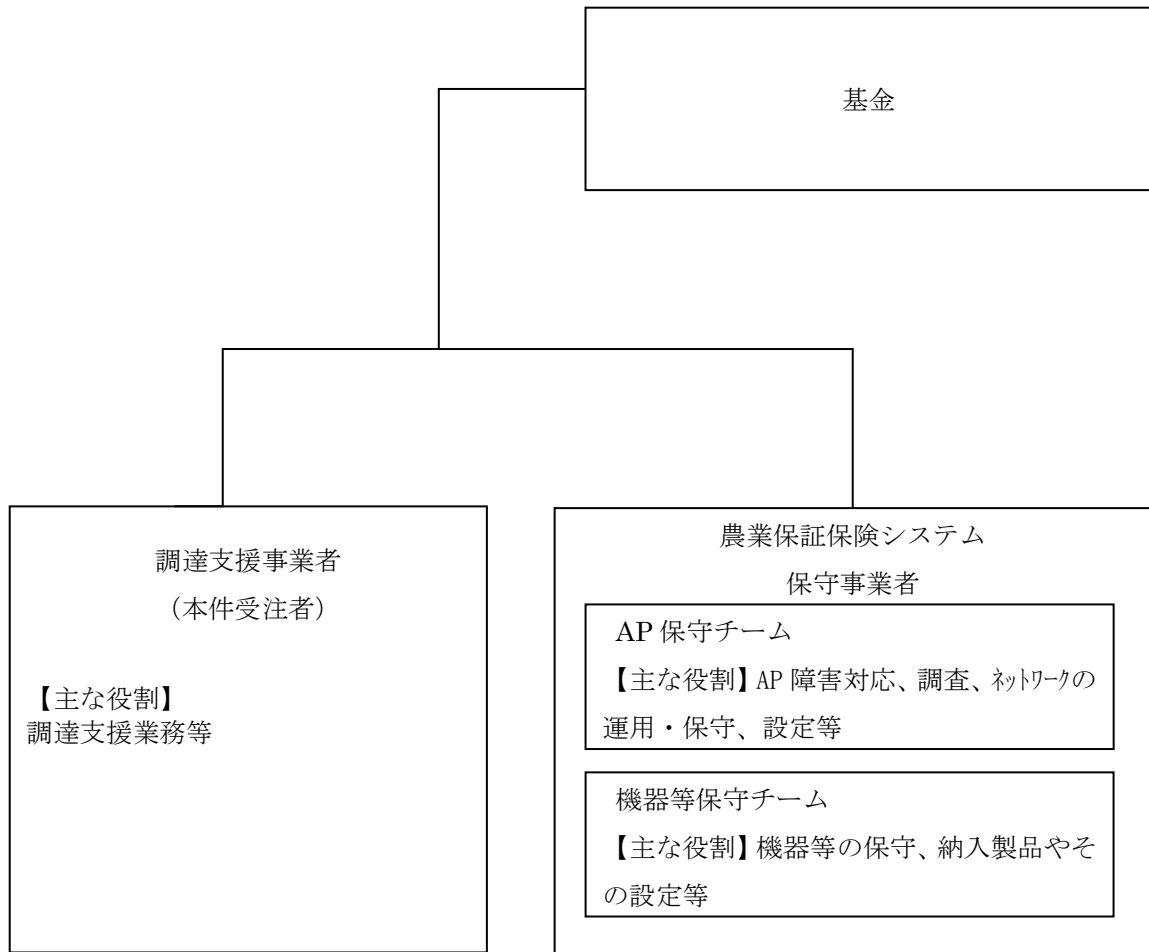 基金
調達支援事業者
（本件受注者）
【主な役割】
調達支援業務等
農業保証保険システム
保守事業者
AP 保守チーム
【主な役割】AP 障害対応、調査、ﾈｯﾄﾜｰｸの
運用・保守、設定等
機器等保守チーム
【主な役割】機器等の保守、納入製品やそ
の設定等